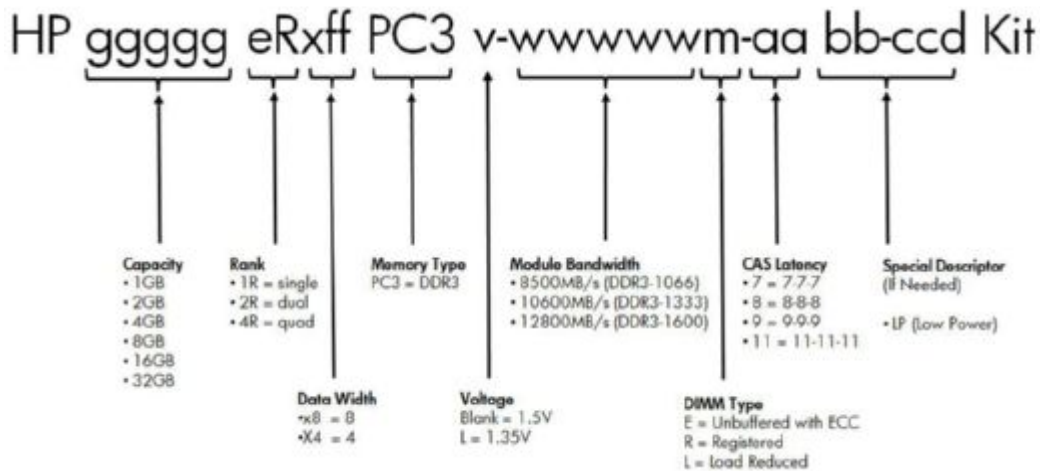 HP ggggg eRxff PC3 v-wwwwwm-aa bb-ccd Kit
Capacity
• 1GB
• 2GB
• 4GB
• 8GB
• 16GB
• 32GB
Rank
• 1R = single
• 2R = dual
• 4R = quad
Data Width
•x8 = 8
•X4 = 4
Memory Type
PC3 = DDR3
Voltage
Blank = 1.5V
L = 1.35V
Module Bandwidth
• 8500MB/s (DDR3-1066)
• 10600MB/s (DDR3-1333)
• 12800MB/s (DDR3-1600)
DIMM Type
E = Unbuffered with ECC
R = Registered
L = Load Reduced
CAS Latency
• 7 = 7-7-7
• 8 = 8-8-8
• 9 = 9-9-9
• 11 = 11-11-11
Special Descriptor
(If Needed)
• LP (Low Power)